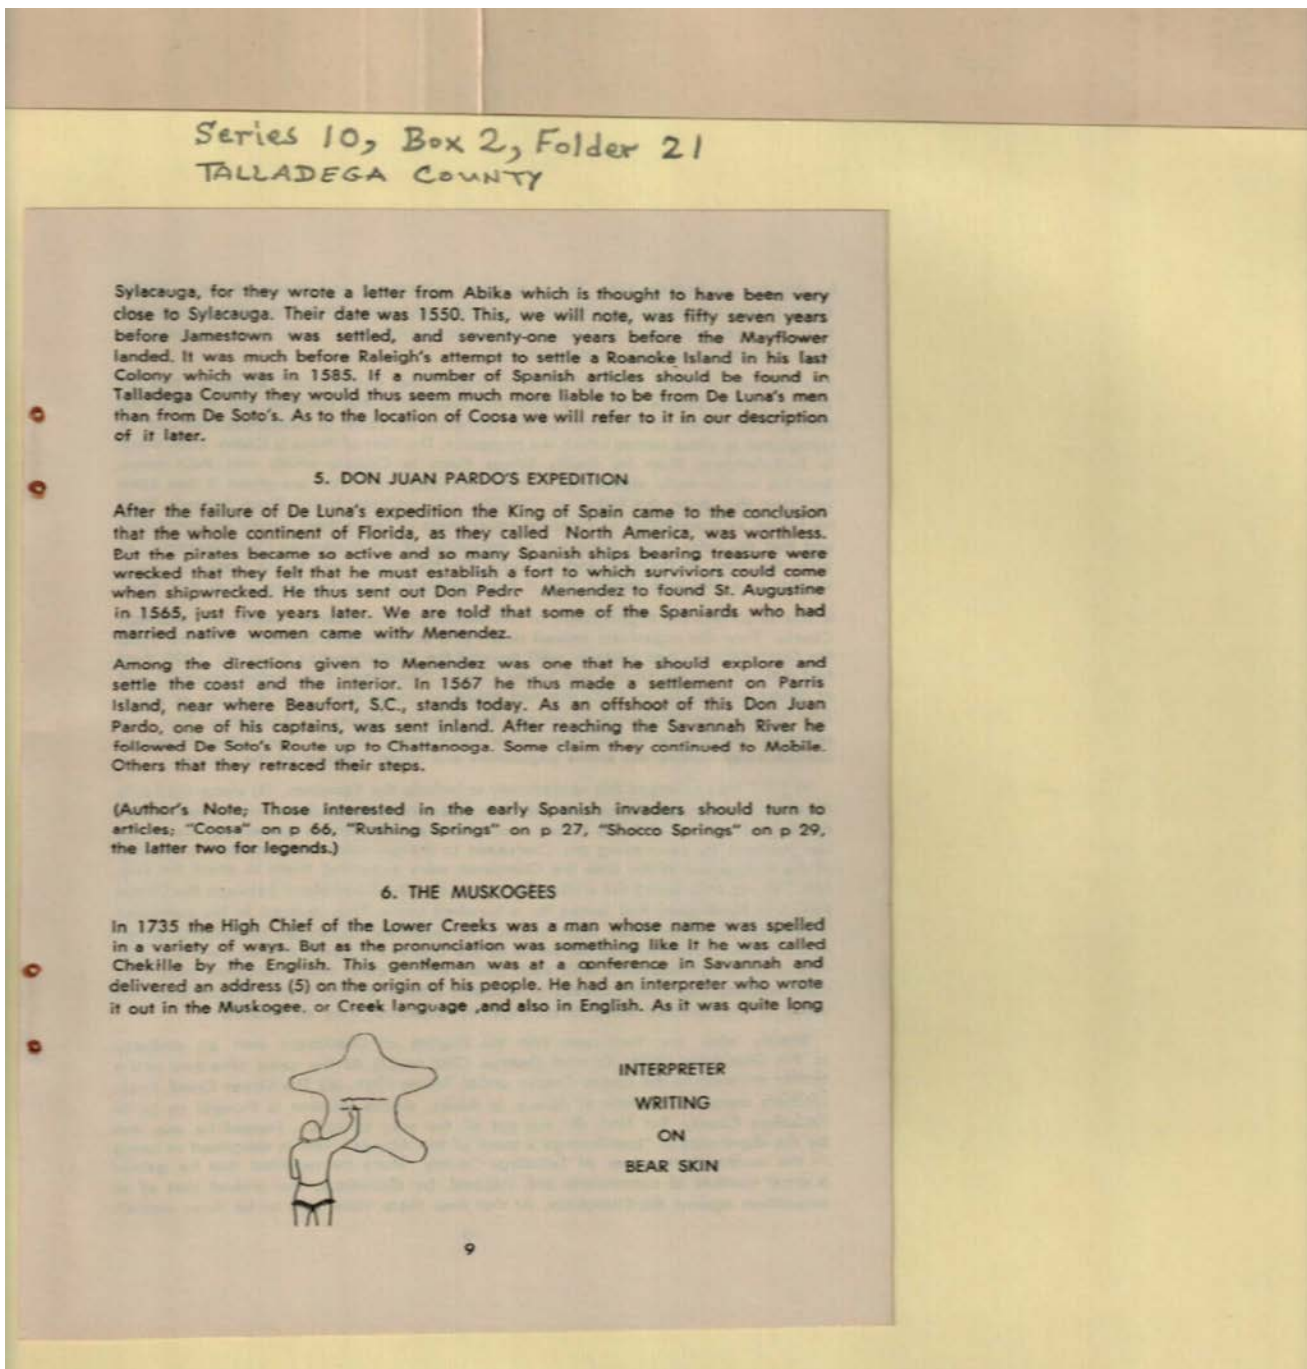 Series 10, Box 2, Folder 21
TALLADEGA COUNTY
Sylacauga, for they wrote a letter from Abika which is thought to have been very
close to Sylacauga. Their date was 1550. This, we will note, was fifty seven years
before Jamestown was settled, and seventy-one years before the Mayflower
landed. It was much before Raleigh's attempt to settle a Roanoke Island in his last
Colony which was in 1585. If a number of Spanish articles should be found in
Talladega County they would thus seem much more liable to be from De Luna's men
than from De Soto's. As to the location of Coosa we will refer to it in our description
of it later.
5. DON JUAN PARDO'S EXPEDITION
After the failure of De Luna's expedition the King of Spain came to the conclusion
that the whole continent of Florida, as they called North America, was worthless.
But the pirates became so active and so many Spanish ships bearing treasure were
wrecked that they felt that he must establish a fort to which surviviors could come
when shipwrecked. He thus sent out Don Pedro Menendez to found St. Augustine
in 1565, just five years later. We are told that some of the Spaniards who had
married native women came with Menendez.
Among the directions given to Menendez was one that he should explore and
settle the coast and the interior. In 1567 he thus made a settlement on Parris
Island, near where Beaufort, S.C., stands today. As an offshoot of this Don Juan
Pardo, one of his captains, was sent inland. After reaching the Savannah River he
followed De Soto's Route up to Chattanooga. Some claim they continued to Mobile.
Others that they retraced their steps.
(Author's Note; Those interested in the early Spanish invaders should turn to
articles; "Coosa" on p 66, "Rushing Springs" on p 27, "Shocco Springs" on p 29,
the latter two for legends.)
6. THE MUSKOGEES
In 1735 the High Chief of the Lower Creeks was a man whose name was spelled
in a variety of ways. But as the pronunciation was something like it he was called
Chekille by the English. This gentleman was at a conference in Savannah and
delivered an address (5) on the origin of his people. He had an interpreter who wrote
it out in the Muskogee, or Creek language ,and also in English. As it was quite long
INTERPRETER
WRITING
ON
BEAR SKIN
9